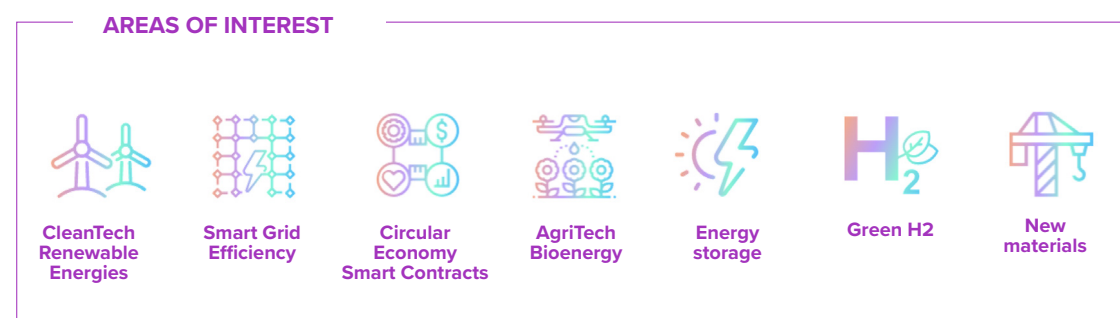 AREAS OF INTEREST
$
H2
CleanTech
Renewable
Energies
Smart Grid
Efficiency
Circular
Economy
Smart Contracts
AgriTech
Bioenergy
Energy
storage
Green H2
New
materials